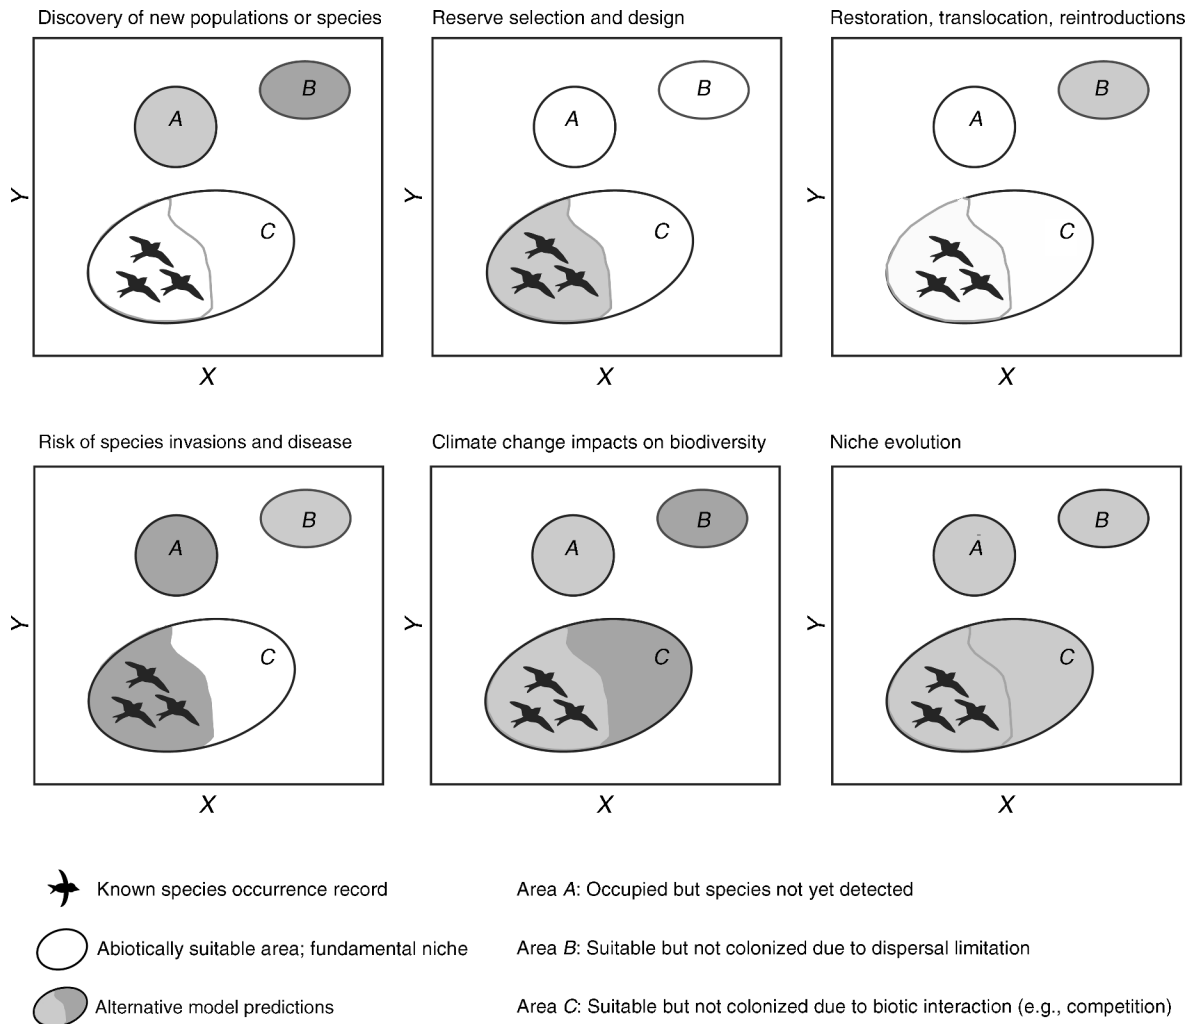 Discovery of new populations or species
Reserve selection and design
Restoration, translocation, reintroductions
A
B
C
Y
X
A
B
C
Y
X
A
B
C
Y
X
Risk of species invasions and disease
Climate change impacts on biodiversity
Niche evolution
A
B
C
Y
X
A
B
C
Y
X
A
B
C
Y
X
Known species occurrence record
Abiotically suitable area; fundamental niche
Alternative model predictions
Area A: Occupied but species not yet detected
Area B: Suitable but not colonized due to dispersal limitation
Area C: Suitable but not colonized due to biotic interaction (e.g., competition)